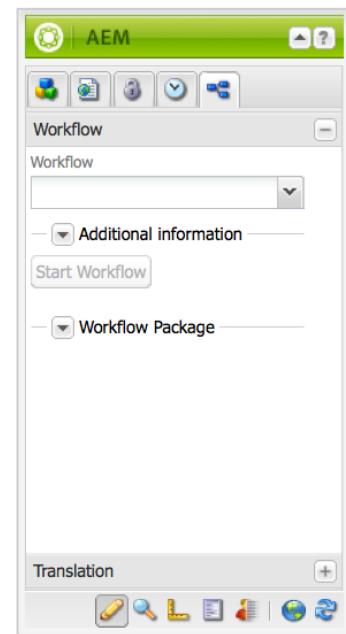 AEM
?
Workflow
Workflow
Additional information
Start Workflow
Workflow Package
Translation